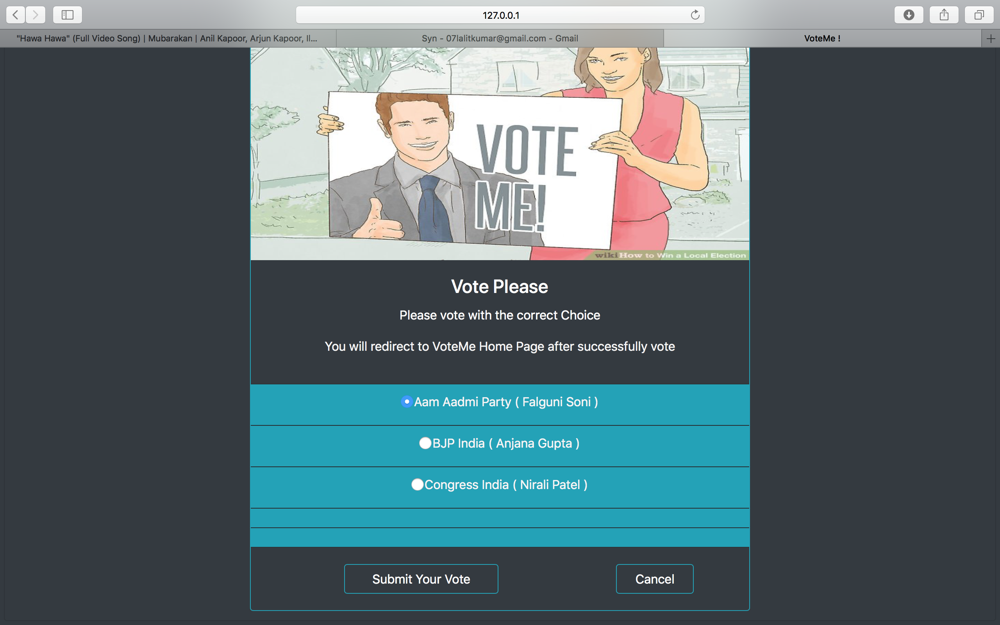 127.0.0.1
"Hawa Hawa" (Full Video Song) | Mubarakan | Anil Kapoor, Arjun Kapoor, Il...
Syn - 07lalitkumar@gmail.com - Gmail
VoteMe !
VOTE
ME!
wikiHow to Win a Local Election
Vote Please
Please vote with the correct Choice
You will redirect to VoteMe Home Page after successfully vote
Aam Aadmi Party ( Falguni Soni )
BJP India ( Anjana Gupta )
Congress India ( Nirali Patel )
Submit Your Vote
Cancel